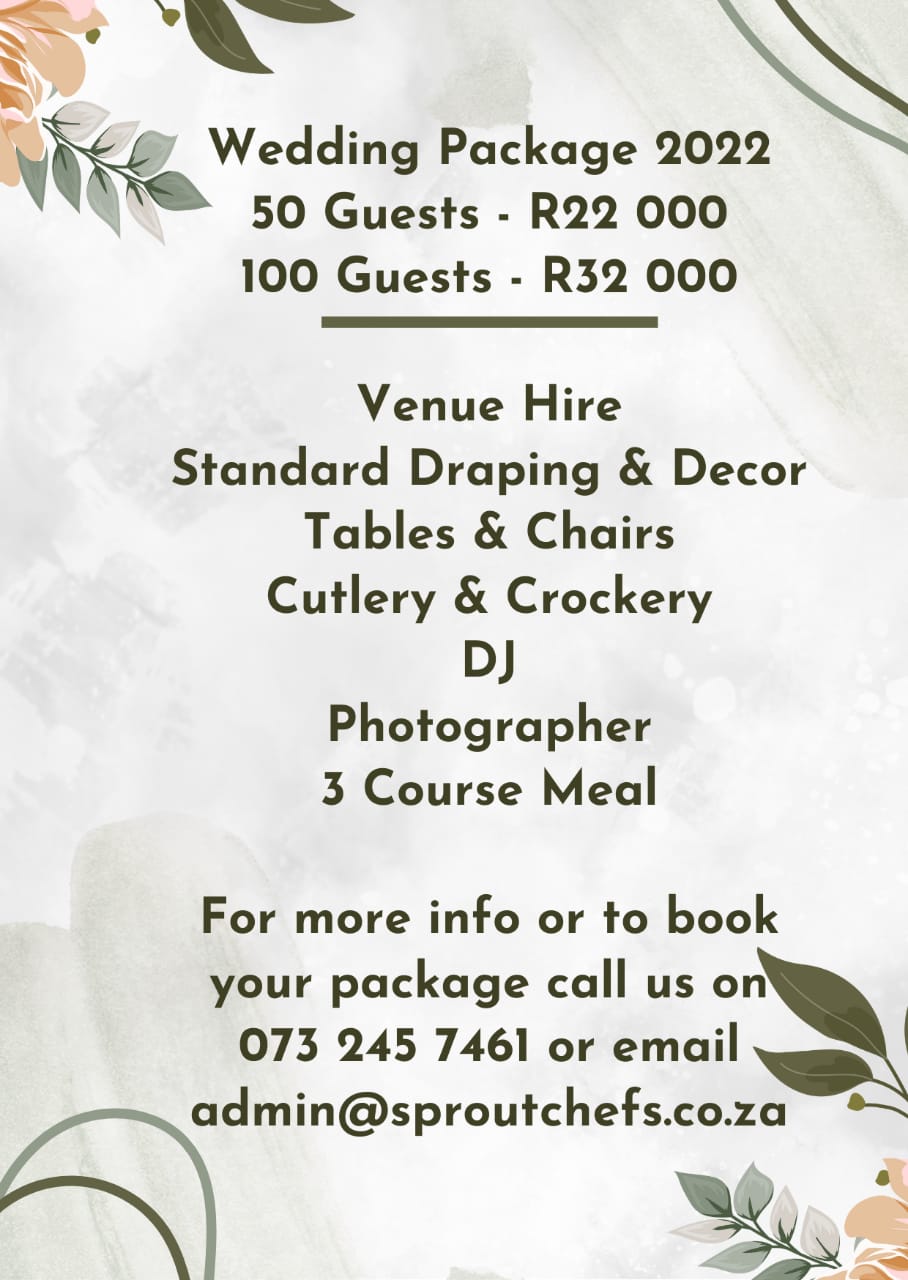 Wedding Package 2022
50 Guests - R22 000
100 Guests - R32 000
Venue Hire
Standard Draping & Decor
Tables & Chairs
Cutlery & Crockery
DJ
Photographer
3 Course Meal
For more info or to book
your package call us on
073 245 7461 or email
admin@sproutchefs.co.za